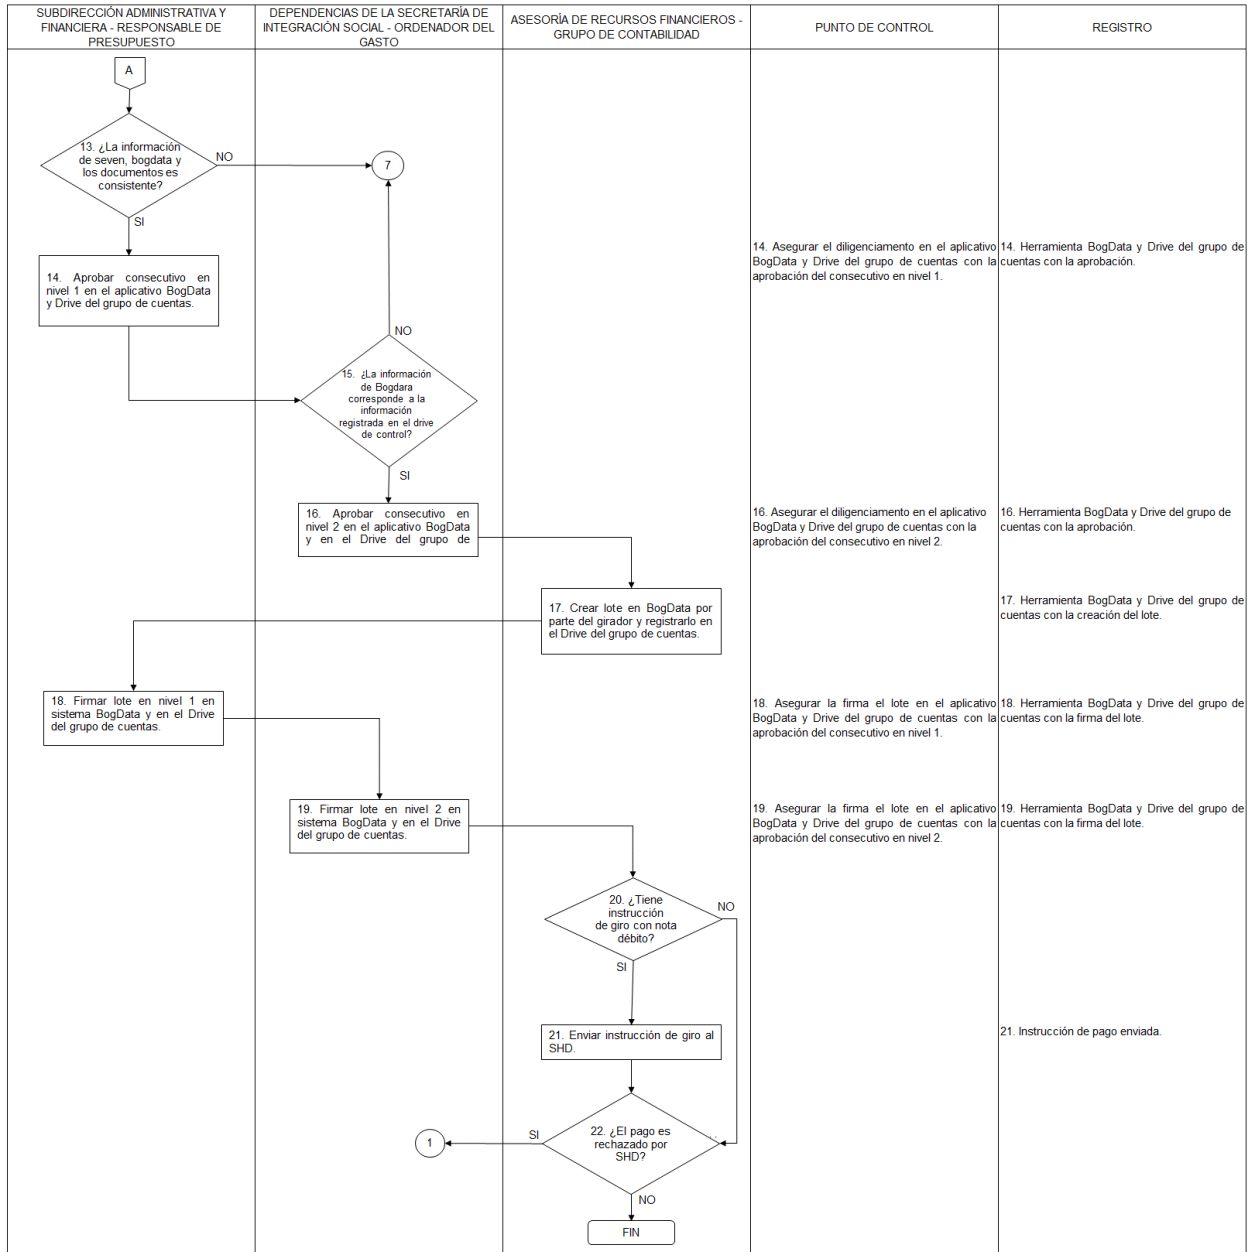 SUBDIRECCIÓN ADMINISTRATIVA Y
FINANCIERA - RESPONSABLE DE
PRESUPUESTO
DEPENDENCIAS DE LA SECRETARÍA DE
INTEGRACIÓN SOCIAL - ORDENADOR DEL
GASTO
ASESORÍA DE RECURSOS FINANCIEROS -
GRUPO DE CONTABILIDAD
PUNTO DE CONTROL
REGISTRO
A
13. ¿La información
de seven, bogdata y
los documentos es
consistente?
NO
7
SI
14. Aprobar consecutivo en
nivel 1 en el aplicativo BogData
y Drive del grupo de cuentas.
14. Asegurar el diligenciamento en el aplicativo
BogData y Drive del grupo de cuentas con la
aprobación del consecutivo en nivel 1.
14. Herramienta BogData y Drive del grupo de
cuentas con la aprobación.
NO
15. ¿La información
de Bogdara
corresponde a la
información
registrada en el drive
de control?
SI
16. Aprobar consecutivo en
nivel 2 en el aplicativo BogData
y en el Drive del grupo de
16. Asegurar el diligenciamento en el aplicativo
BogData y Drive del grupo de cuentas con la
aprobación del consecutivo en nivel 2.
16. Herramienta BogData y Drive del grupo de
cuentas con la aprobación.
17. Crear lote en BogData por
parte del girador y registrarlo en
el Drive del grupo de cuentas.
17. Herramienta BogData y Drive del grupo de
cuentas con la creación del lote.
18. Firmar lote en nivel 1 en
sistema BogData y en el Drive
del grupo de cuentas.
18. Asegurar la firma el lote en el aplicativo
BogData y Drive del grupo de cuentas con la
aprobación del consecutivo en nivel 1.
18. Herramienta BogData y Drive del grupo de
cuentas con la firma del lote.
19. Firmar lote en nivel 2 en
sistema BogData y en el Drive
del grupo de cuentas.
19. Asegurar la firma el lote en el aplicativo
BogData y Drive del grupo de cuentas con la
aprobación del consecutivo en nivel 2.
19. Herramienta BogData y Drive del grupo de
cuentas con la firma del lote.
20. ¿Tiene
instrucción
de giro con nota
débito?
NO
SI
21. Enviar instrucción de giro al
SHD.
21. Instrucción de pago enviada.
22. ¿El pago es
rechazado por
SHD?
SI
1
NO
FIN